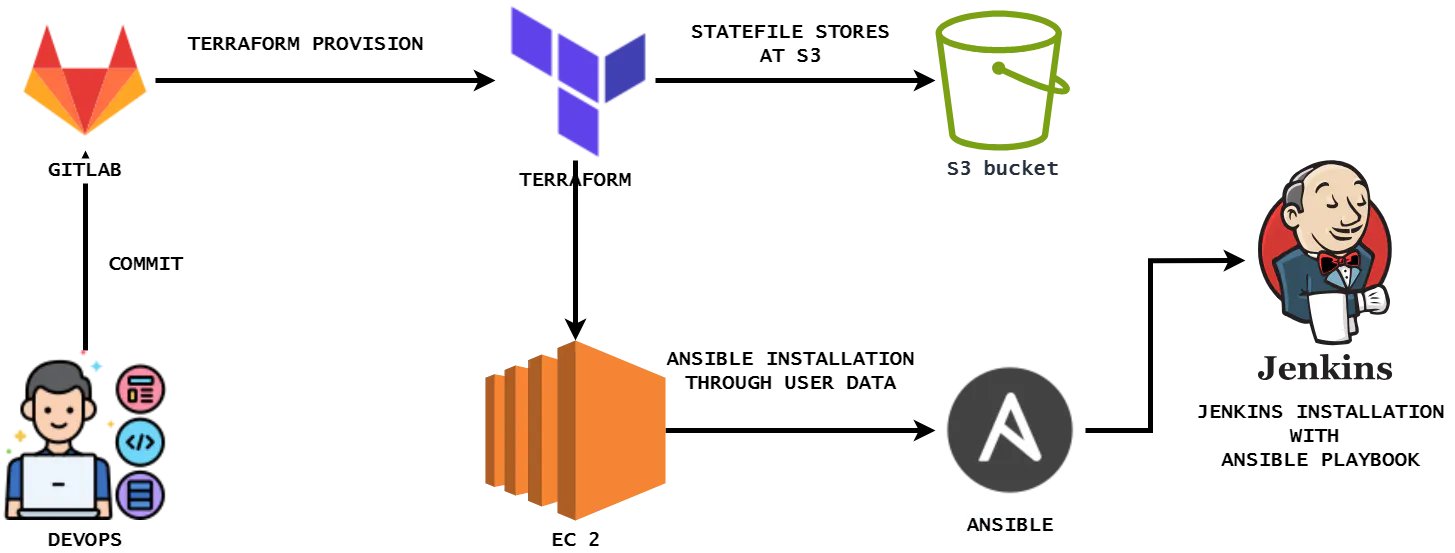 TERRAFORM PROVISION
STATEFILE STORES
AT S3
GITLAB
TERRAFORM
S3 bucket
COMMIT
ANSIBLE INSTALLATION
THROUGH USER DATA
Jenkins
JENKINS INSTALLATION
WITH
ANSIBLE PLAYBOOK
DEVOPS
EC 2
ANSIBLE